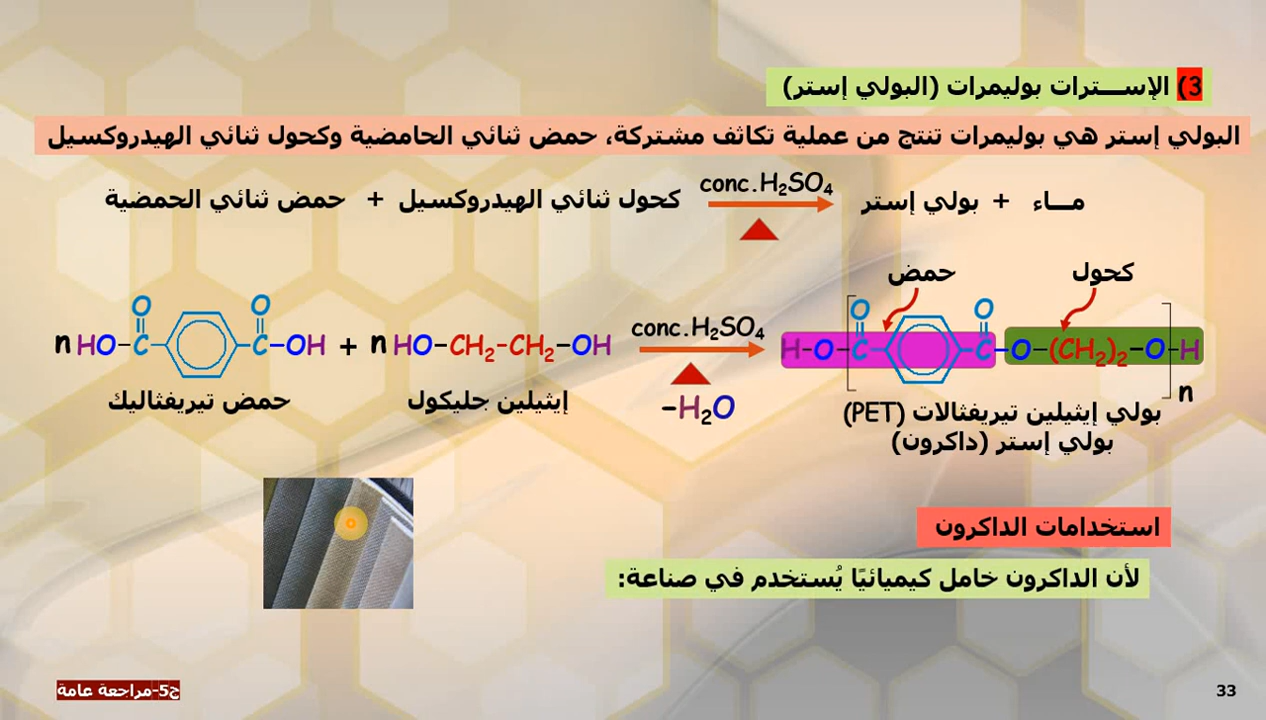 3) الإســـترات بوليمرات (البولي إستر)
البولي إستر هي بوليمرات تنتج من عملية تكاثف مشتركة، حمض ثنائي الحامضية وكحول ثنائي الهيدروكسيل
حمض ثنائي الحمضية + كحول ثنائي الهيدروكسيل conc.H₂SO₄ بولي إستر + مـــاء
حمض كحول
O O O O
n HO-C C-OH + n HO-CH₂-CH₂-OH conc.H₂SO₄ H-O-C C-O-(CH₂)₂-O-H n
حمض تيريفثاليك إيثيلين جليكول -H₂O بولي إيثيلين تيريفثالات (PET)
بولي إستر (داكرون)
استخدامات الداكرون
لأن الداكرون خامل كيميائيًا يُستخدم في صناعة:
ج5-مراجعة عامة
33